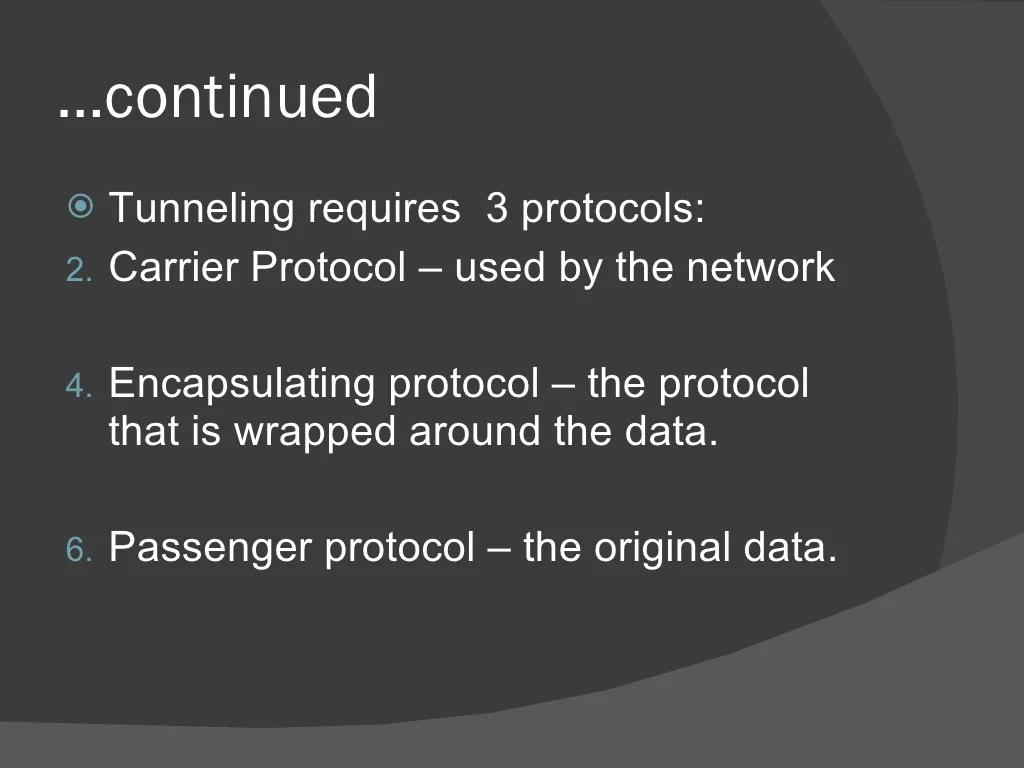 ...continued
Tunneling requires  3 protocols:
2. Carrier Protocol – used by the network
4. Encapsulating protocol – the protocol
that is wrapped around the data.
6. Passenger protocol – the original data.